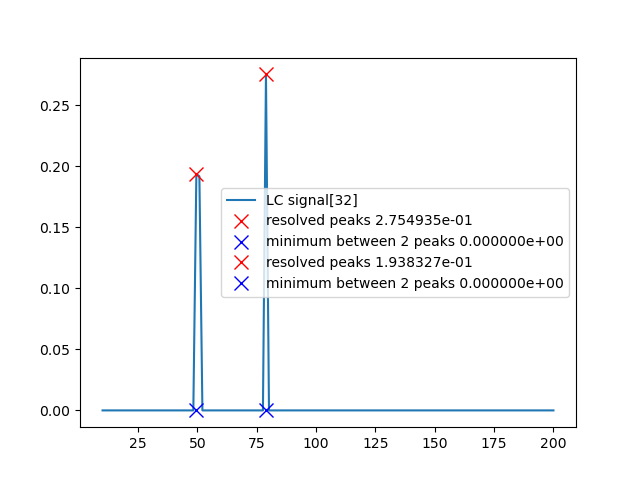 0.25
0.20
0.15
0.10
0.05
0.00
LC signal[32]
resolved peaks 2.754935e-01
minimum between 2 peaks 0.000000e+00
resolved peaks 1.938327e-01
minimum between 2 peaks 0.000000e+00
25 50 75 100 125 150 175 200